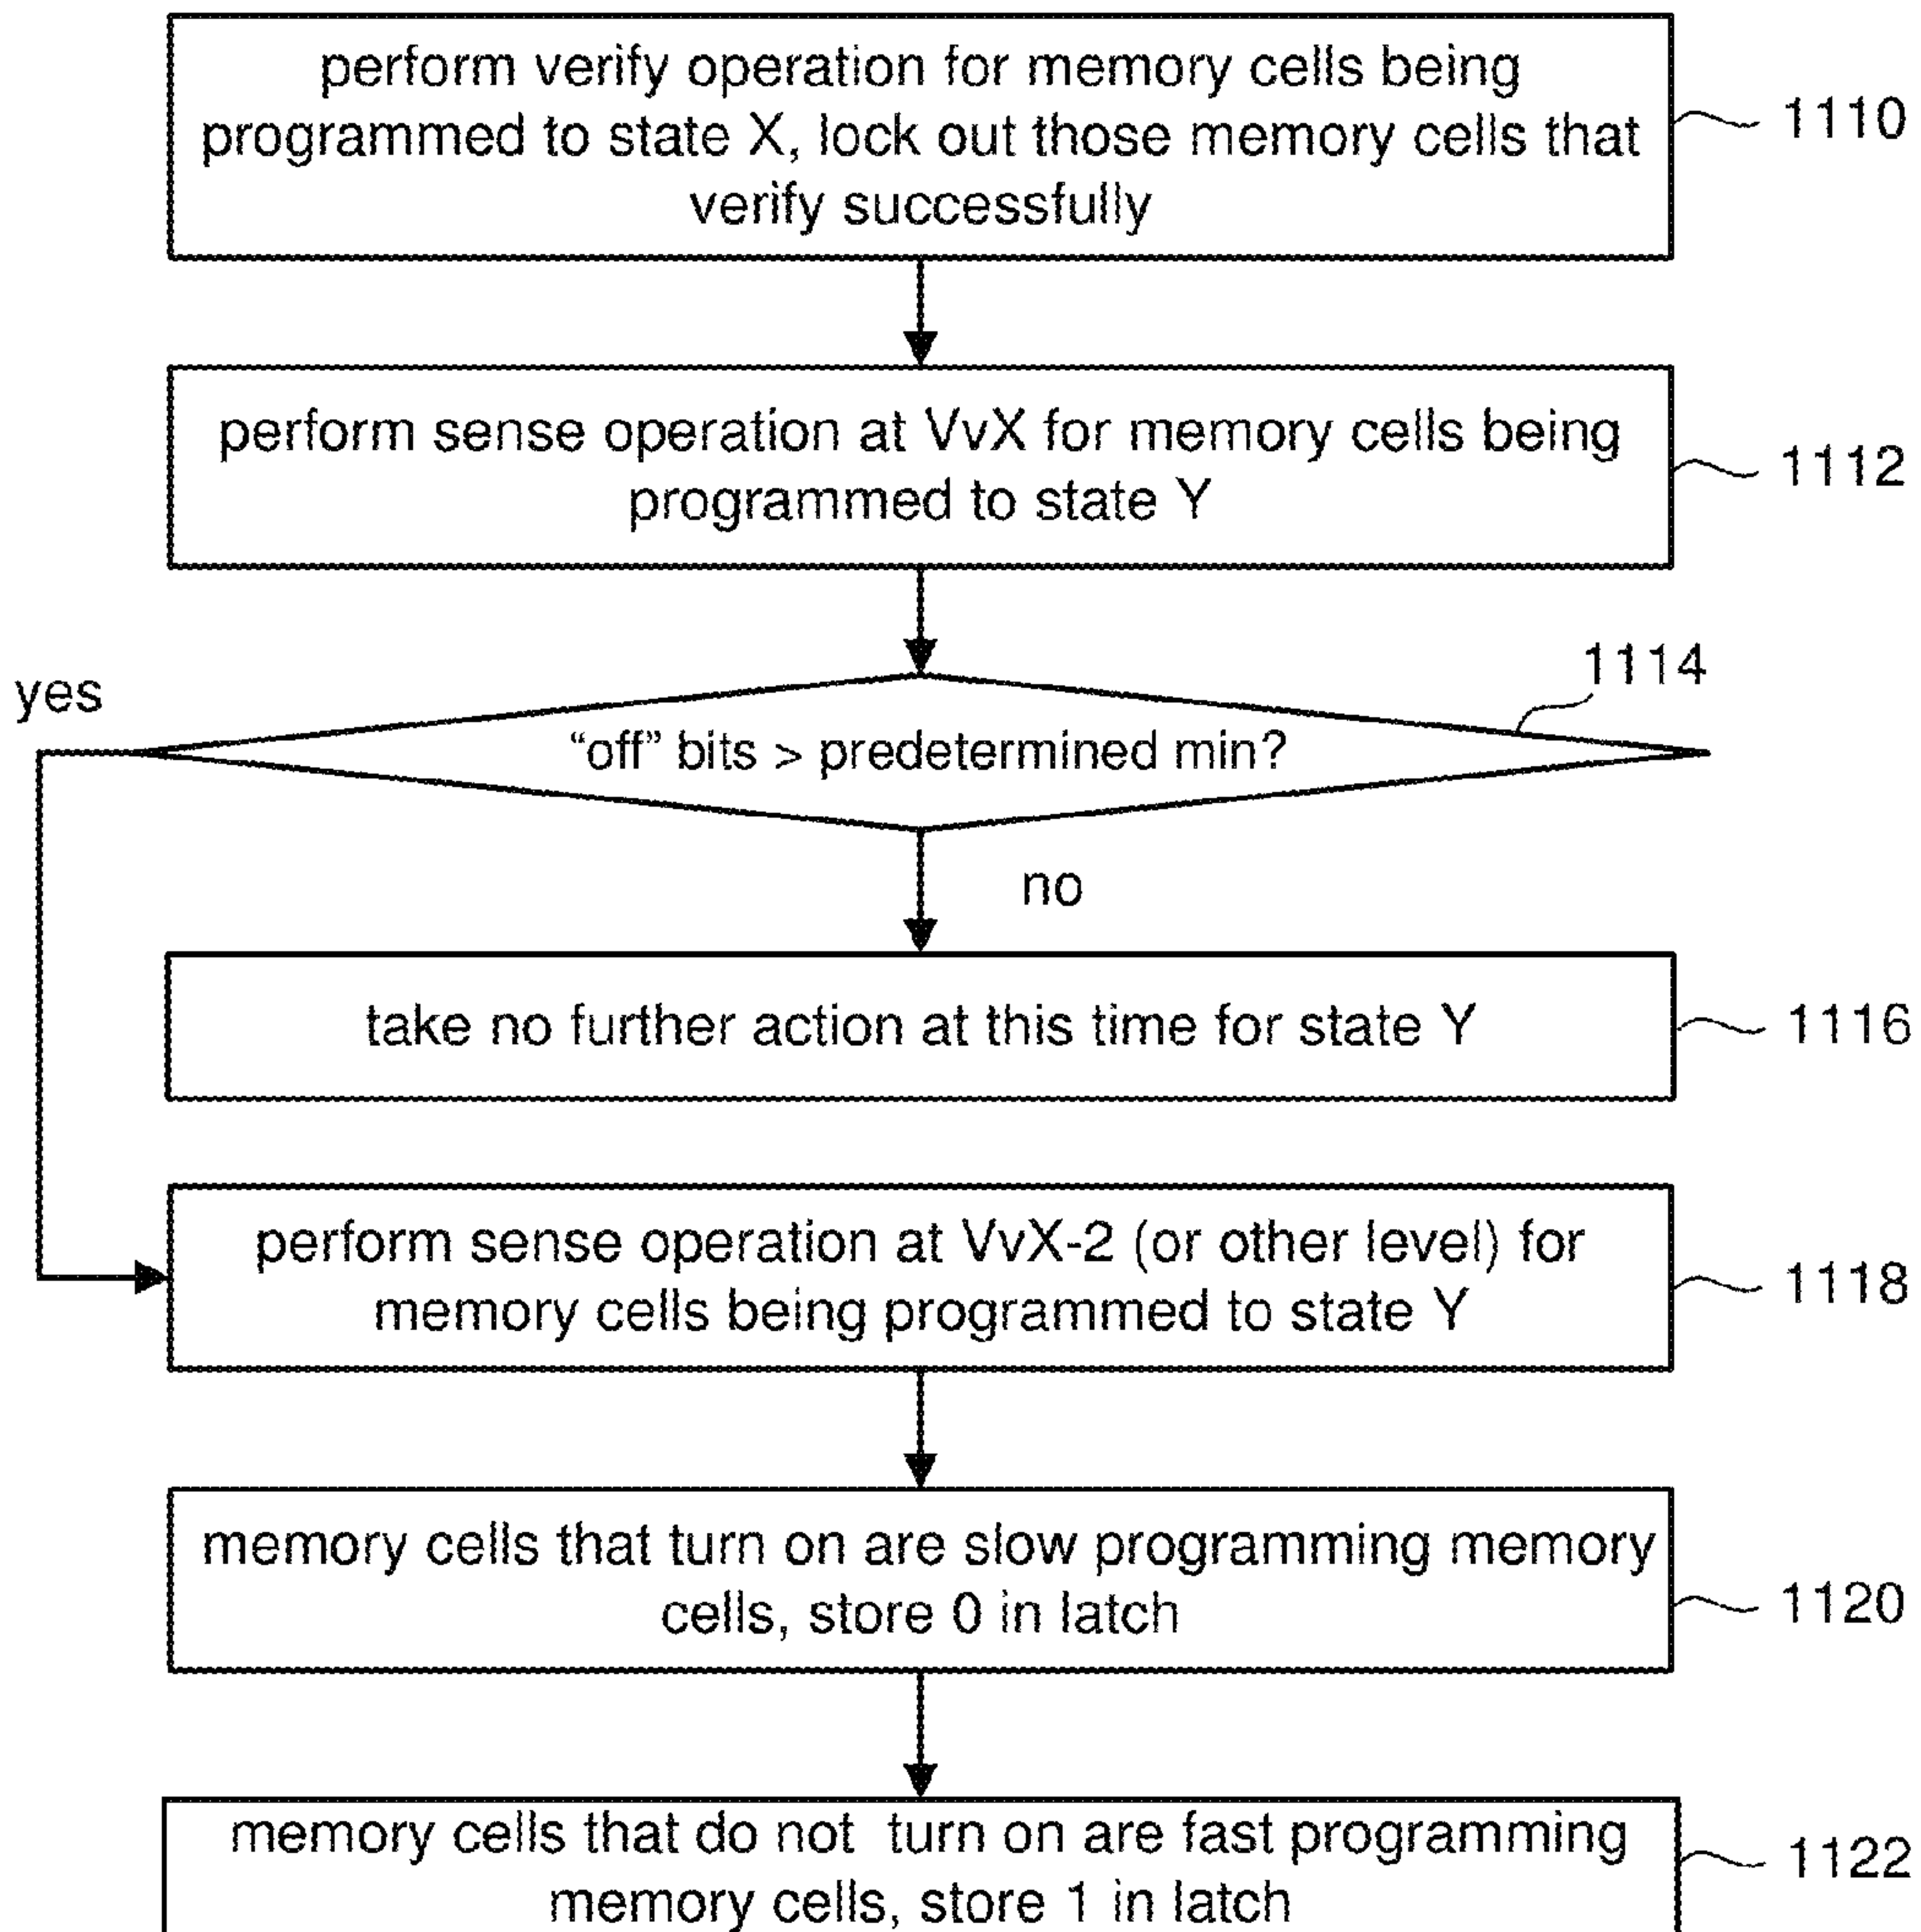 perform verify operation for memory cells being
programmed to state X, lock out those memory cells that
verify successfully
1110
perform sense operation at VvX for memory cells being
programmed to state Y
1112
1114
yes
“off” bits > predetermined min?
no
take no further action at this time for state Y
1116
perform sense operation at VvX-2 (or other level) for
memory cells being programmed to state Y
1118
memory cells that turn on are slow programming memory
cells, store 0 in latch
1120
memory cells that do not turn on are fast programming
memory cells, store 1 in latch
1122